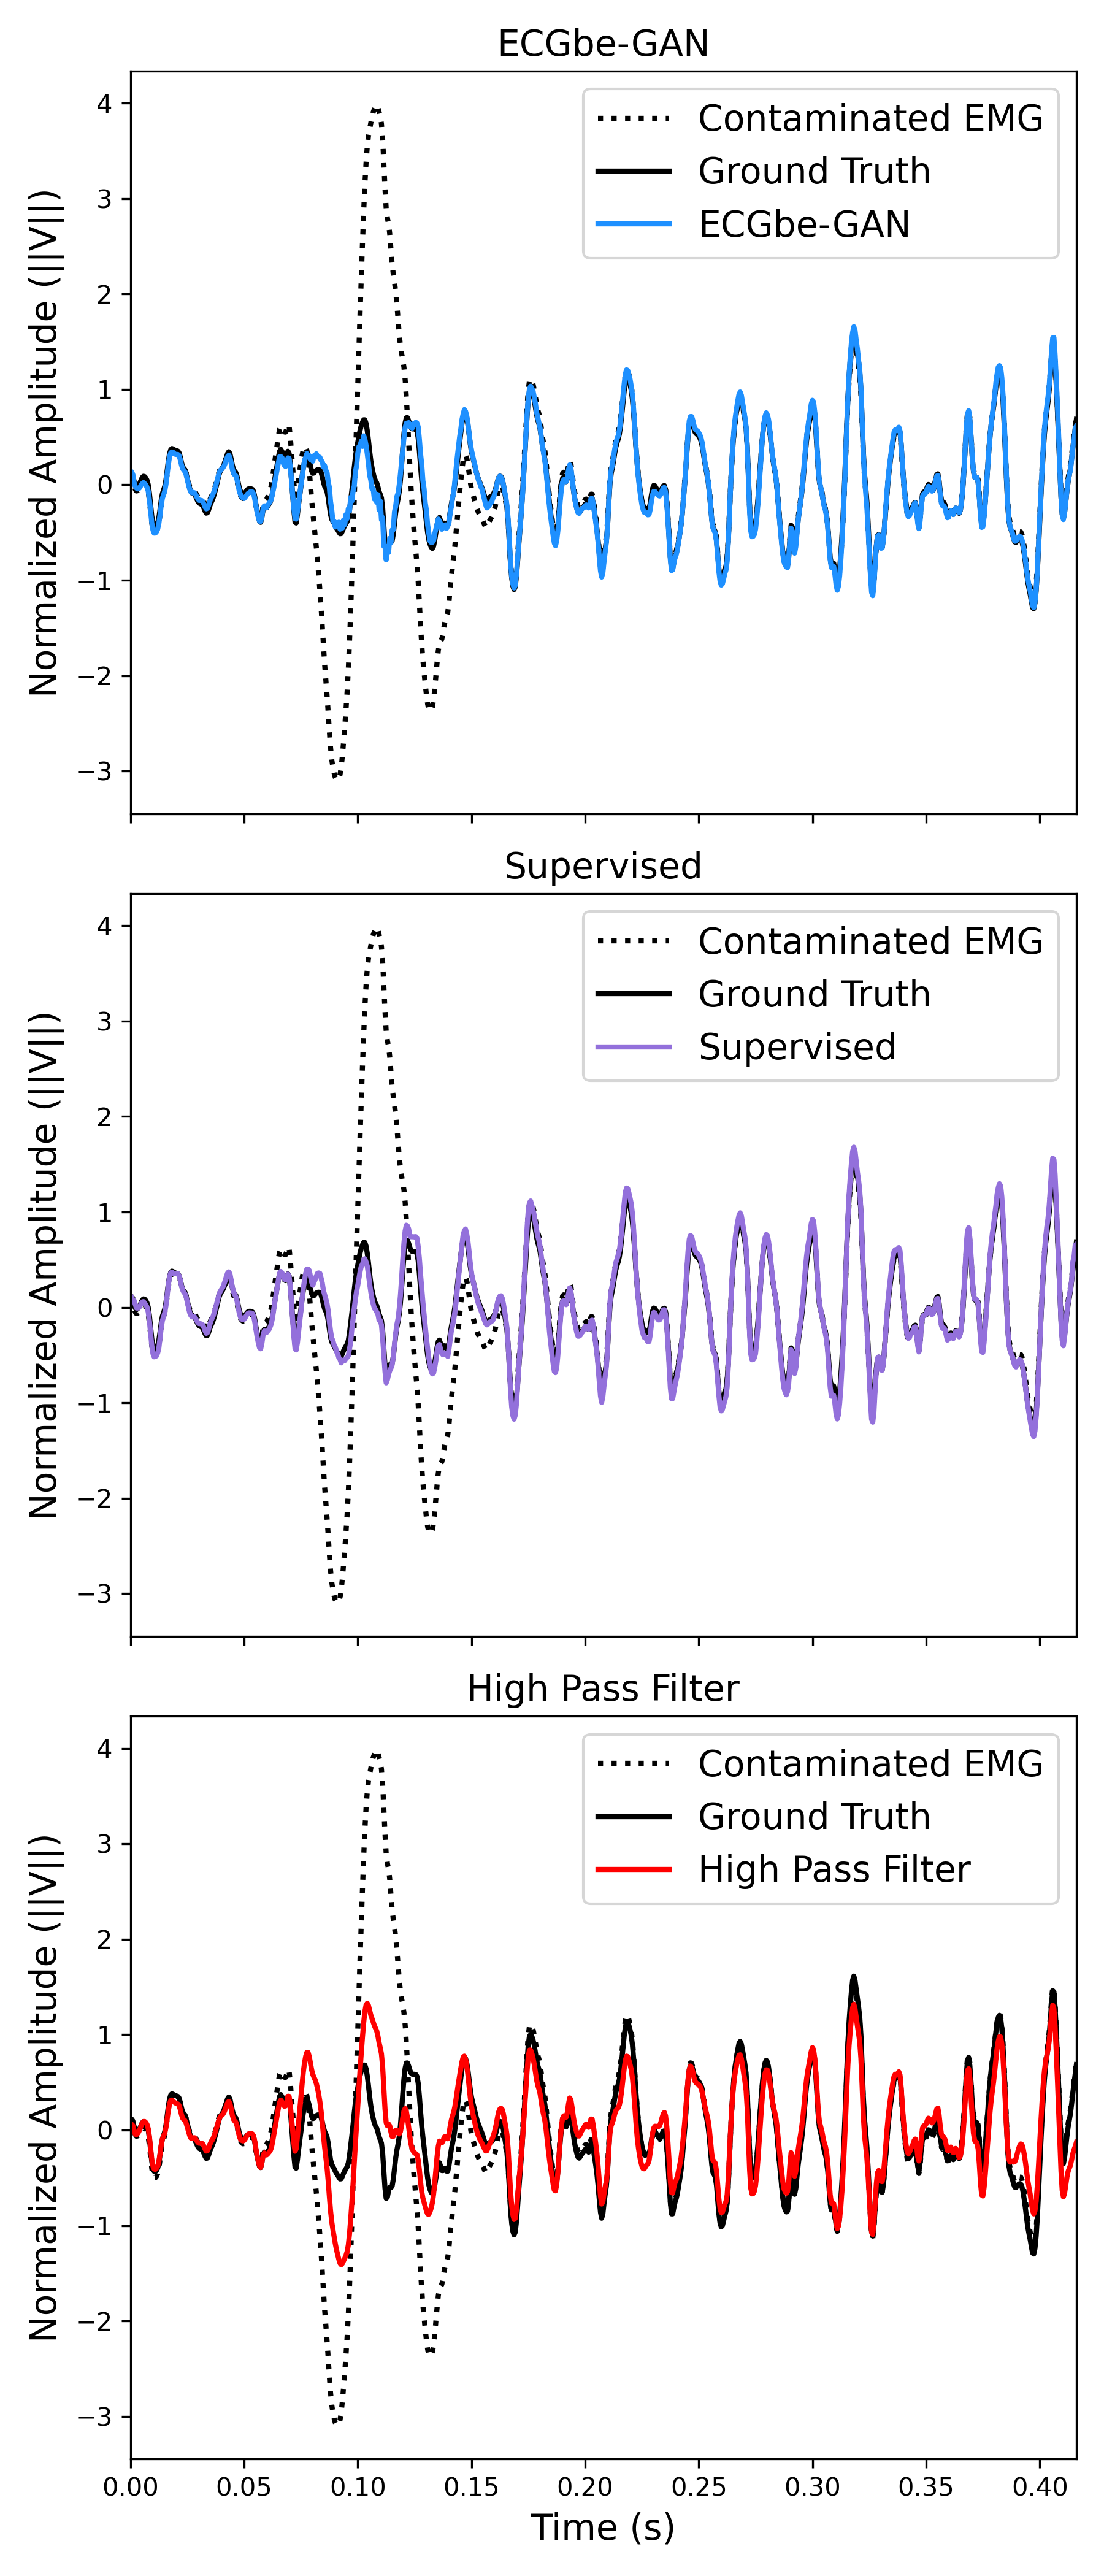 ECGbe-GAN
Normalized Amplitude (||V||)
4
3
2
1
0
−1
−2
−3
Contaminated EMG
Ground Truth
ECGbe-GAN
Supervised
Normalized Amplitude (||V||)
4
3
2
1
0
−1
−2
−3
Contaminated EMG
Ground Truth
Supervised
High Pass Filter
Normalized Amplitude (||V||)
4
3
2
1
0
−1
−2
−3
Contaminated EMG
Ground Truth
High Pass Filter
0.00 0.05 0.10 0.15 0.20 0.25 0.30 0.35 0.40
Time (s)